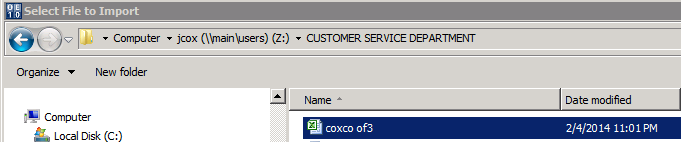 Select File to Import
Computer jcox (\\main\users) (Z:) CUSTOMER SERVICE DEPARTMENT
Organize New folder
Name Date modified
Computer
coxco of3 2/4/2014 11:01 PM
Local Disk (C:)